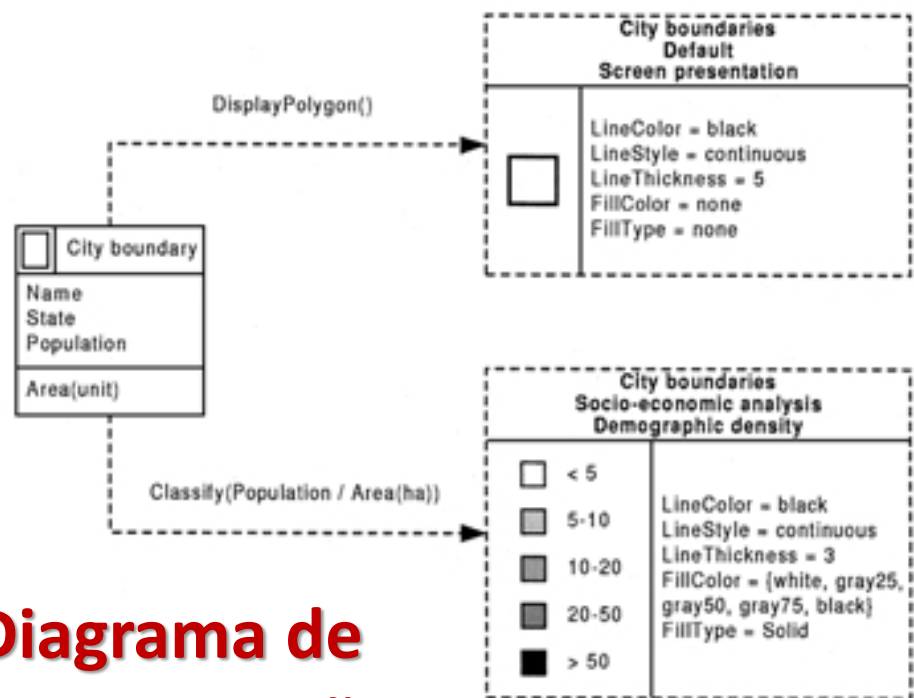 City boundaries
Default
Screen presentation
DisplayPolygon()
LineColor = black
LineStyle = continuous
LineThickness = 5
FillColor = none
FillType = none
City boundary
Name
State
Population
Area(unit)
City boundaries
Socio-economic analysis
Demographic density
Classify(Population / Area(ha))
< 5
5-10
10-20
20-50
> 50
LineColor = black
LineStyle = continuous
LineThickness = 3
FillColor = {white, gray25,
gray50, gray75, black}
FillType = Solid
Diagrama de